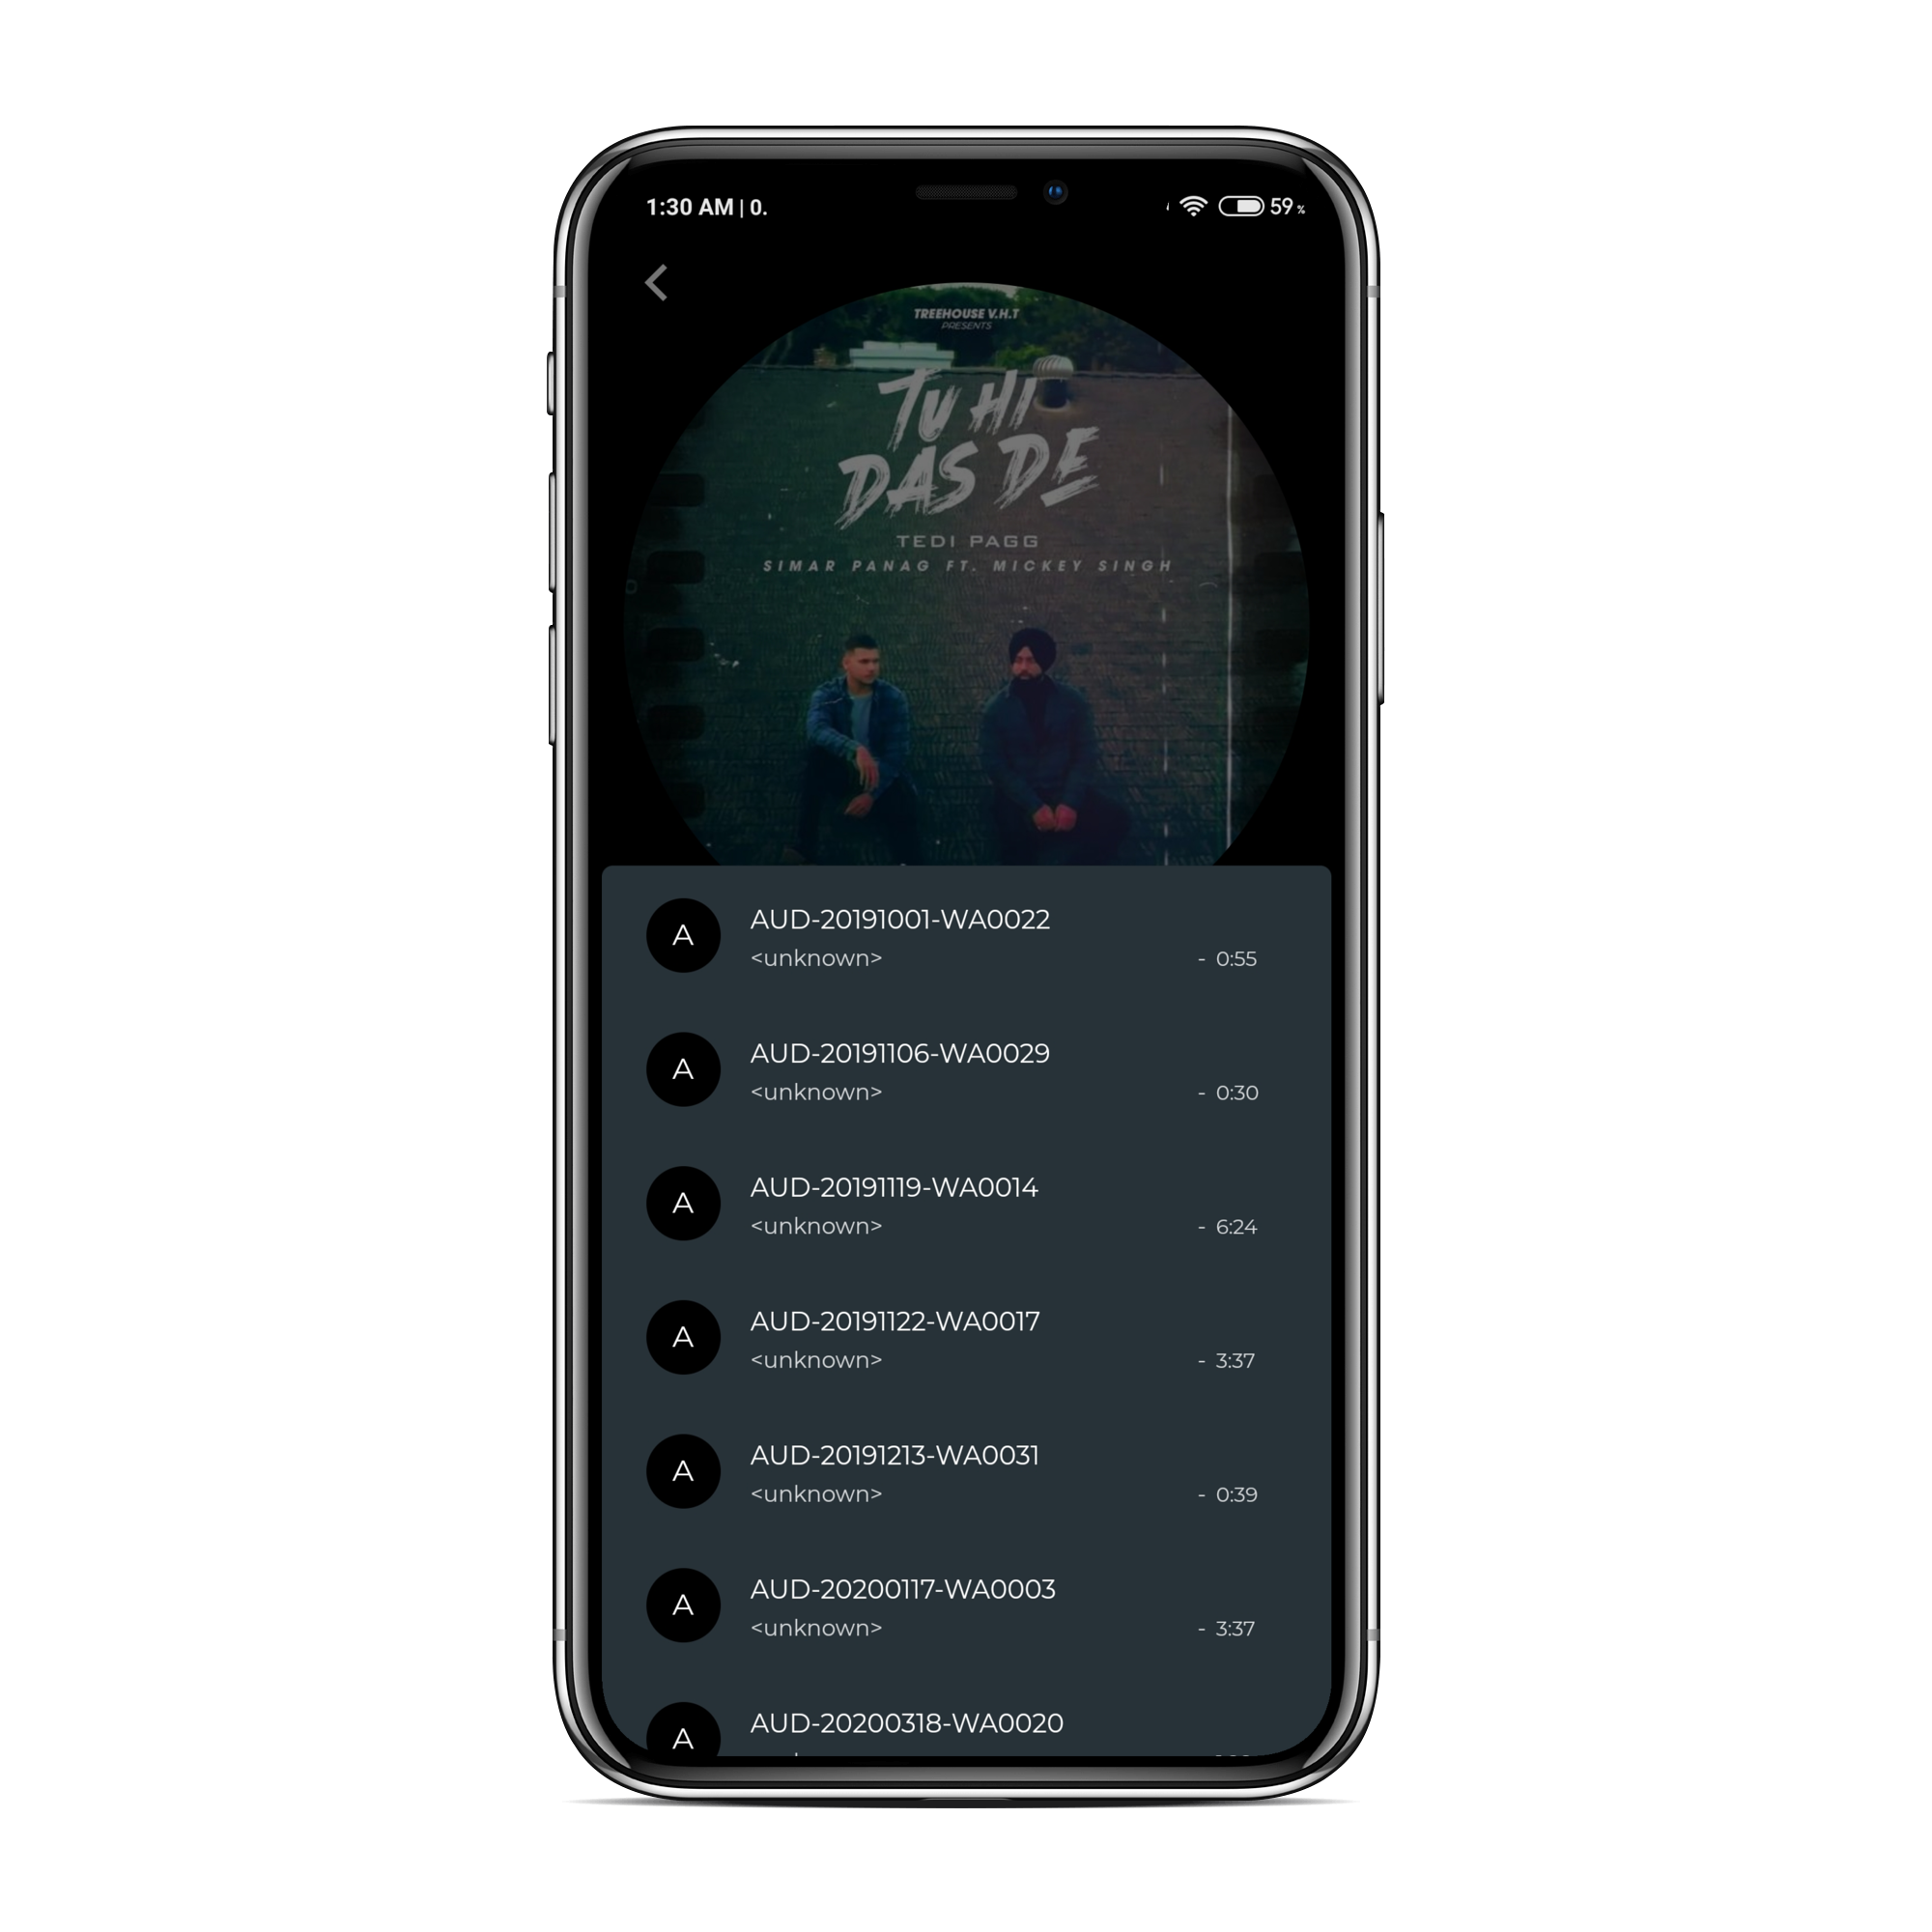 1:30 AM | 0.
59 %
TREEHOUSE V.H.T
PRESENTS
TU HI
DAS DE
TEDI PAGG
SIMAR PANAG FT. MICKEY SINGH
A
AUD-20191001-WA0022
<unknown> - 0:55
A
AUD-20191106-WA0029
<unknown> - 0:30
A
AUD-20191119-WA0014
<unknown> - 6:24
A
AUD-20191122-WA0017
<unknown> - 3:37
A
AUD-20191213-WA0031
<unknown> - 0:39
A
AUD-20200117-WA0003
<unknown> - 3:37
A
AUD-20200318-WA0020